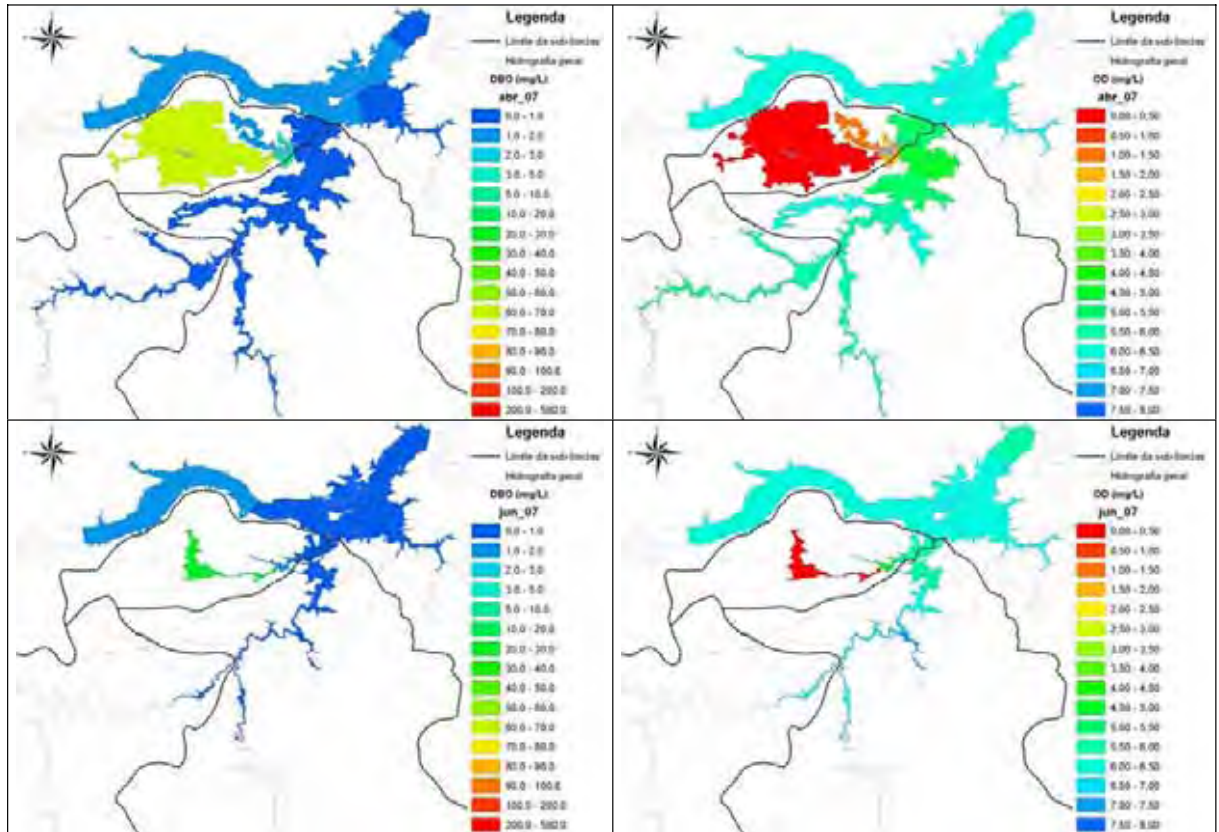 Legenda
Limite da sub-bacias
Hidrografia geral
DBO (mg/L)
abr_07
0.0 - 1.0
1.0 - 2.0
2.0 - 3.0
3.0 - 5.0
5.0 - 10.0
10.0 - 20.0
20.0 - 30.0
30.0 - 40.0
40.0 - 50.0
50.0 - 60.0
60.0 - 70.0
70.0 - 80.0
80.0 - 90.0
90.0 - 100.0
100.0 - 200.0
200.0 - 500.0
Legenda
Limite da sub-bacias
Hidrografia geral
OD (mg/L)
abr_07
0.00 - 0.50
0.50 - 1.00
1.00 - 1.50
1.50 - 2.00
2.00 - 2.50
2.50 - 3.00
3.00 - 3.50
3.50 - 4.00
4.00 - 4.50
4.50 - 5.00
5.00 - 5.50
5.50 - 6.00
6.00 - 6.50
6.50 - 7.00
7.00 - 7.50
7.50 - 8.00
Legenda
Limite da sub-bacias
Hidrografia geral
DBO (mg/L)
jun_07
0.0 - 1.0
1.0 - 2.0
2.0 - 3.0
3.0 - 5.0
5.0 - 10.0
10.0 - 20.0
20.0 - 30.0
30.0 - 40.0
40.0 - 50.0
50.0 - 60.0
60.0 - 70.0
70.0 - 80.0
80.0 - 90.0
90.0 - 100.0
100.0 - 200.0
200.0 - 500.0
Legenda
Limite da sub-bacias
Hidrografia geral
OD (mg/L)
jun_07
0.00 - 0.50
0.50 - 1.00
1.00 - 1.50
1.50 - 2.00
2.00 - 2.50
2.50 - 3.00
3.00 - 3.50
3.50 - 4.00
4.00 - 4.50
4.50 - 5.00
5.00 - 5.50
5.50 - 6.00
6.00 - 6.50
6.50 - 7.00
7.00 - 7.50
7.50 - 8.00